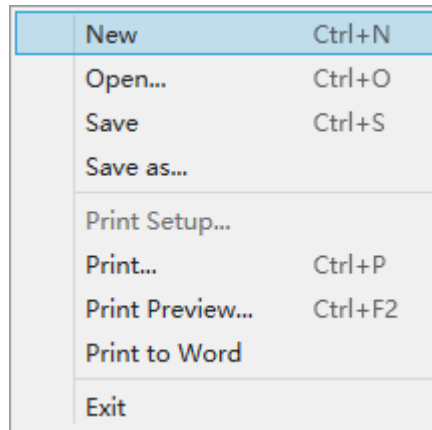 New Ctrl+N
Open... Ctrl+O
Save Ctrl+S
Save as...
Print Setup...
Print... Ctrl+P
Print Preview... Ctrl+F2
Print to Word
Exit